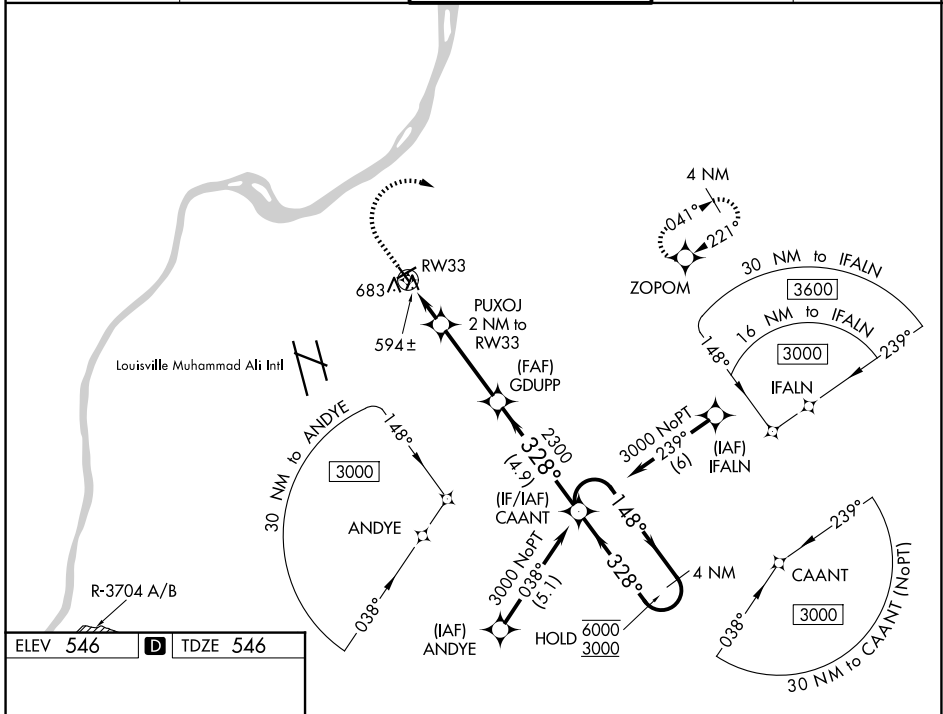 4 NM
041°
221°
ZOPOM
30 NM to IFALN
3600
16 NM to IFALN
3000
148°
239°
IFALN
RW33
683
594±
PUXOJ
2 NM to
RW33
Louisville Muhammad Ali Intl
(FAF)
GDUPP
30 NM to ANDYE
148°
3000
ANDYE
038°
2300
328°
(4.9)
3000 NoPT
239°
(6)
(IAF)
IFALN
(IF/IAF)
CAANT
148°
328°
4 NM
3000 NoPT
038°
(5.1)
(IAF)
ANDYE
HOLD
6000
3000
239°
CAANT
038°
3000
30 NM to CAANT (NoPT)
R-3704 A/B
ELEV 546 D TDZE 546